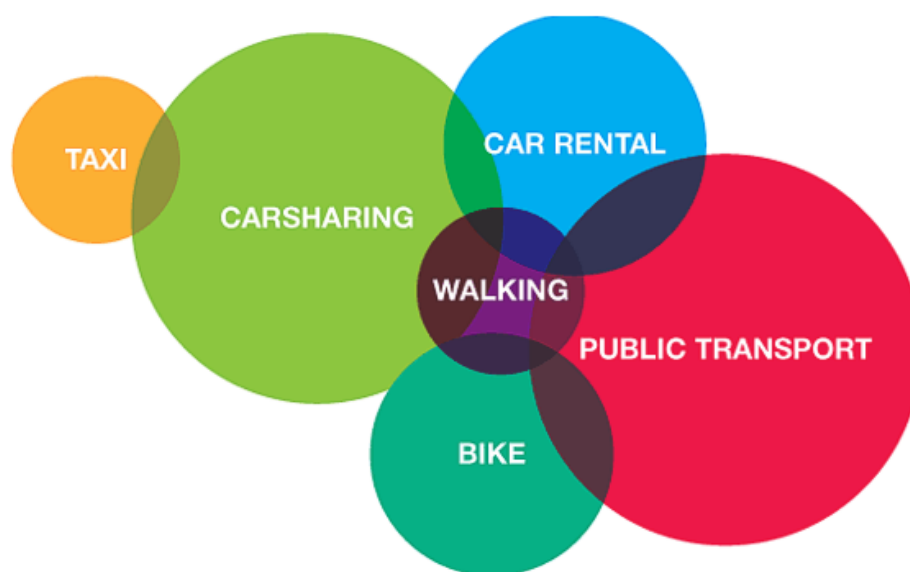 TAXI
CAR RENTAL
CARSHARING
WALKING
PUBLIC TRANSPORT
BIKE